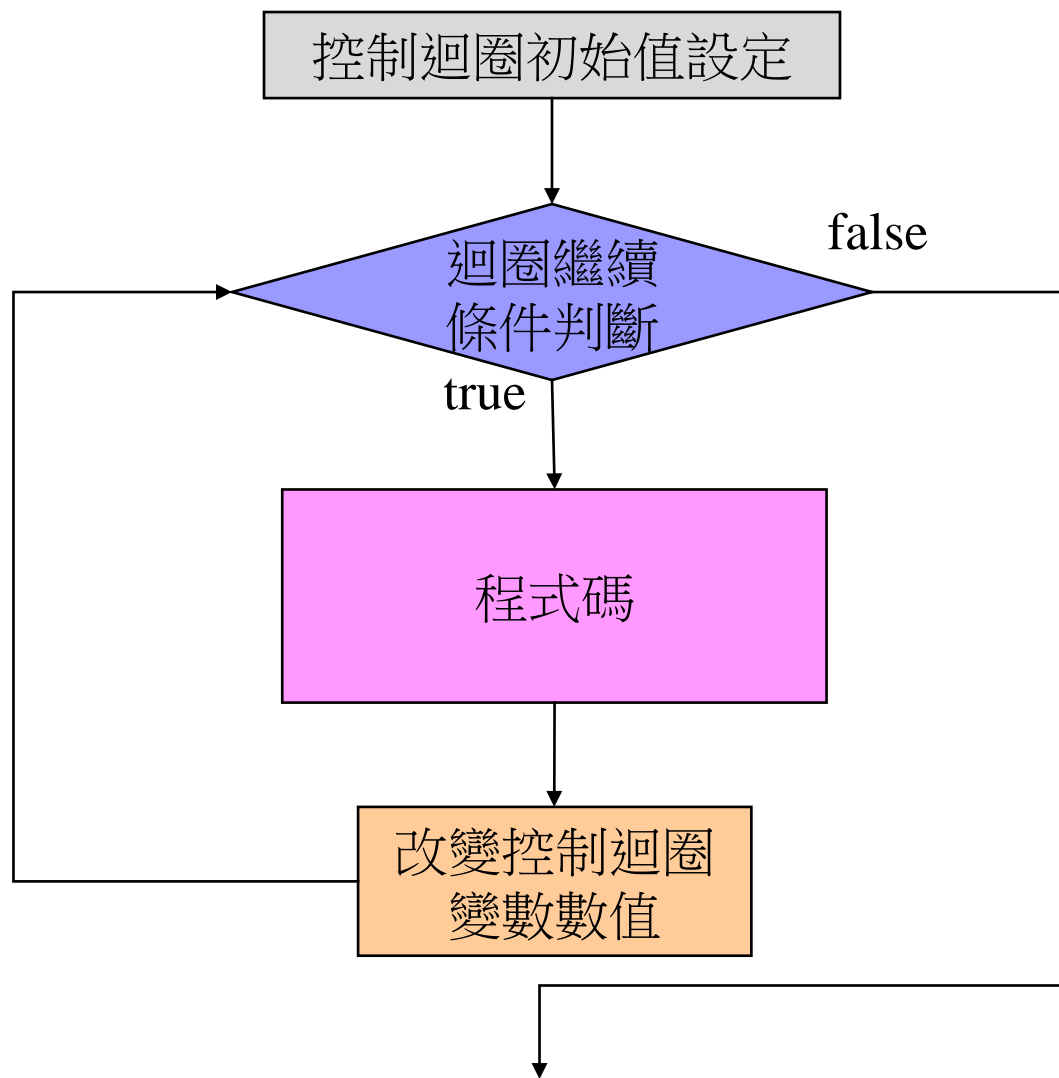 控制迴圈初始值設定
false
迴圈繼續
條件判斷
true
程式碼
改變控制迴圈
變數數值